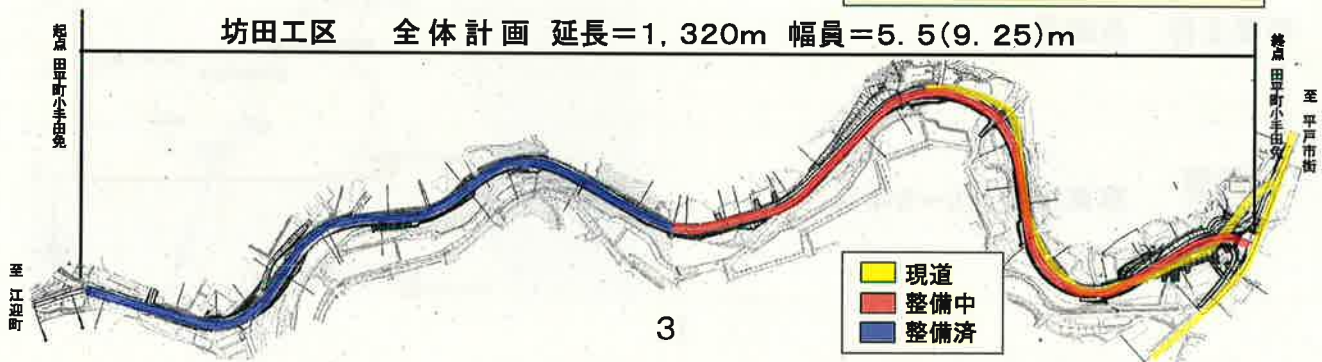 坊田工区　全体計画 延長＝1，320m 幅員＝5．5(9．25)m
起点 田平町小手田免
終点 田平町小手田免
至 平戸市街
至 江迎町
現道
整備中
整備済
3